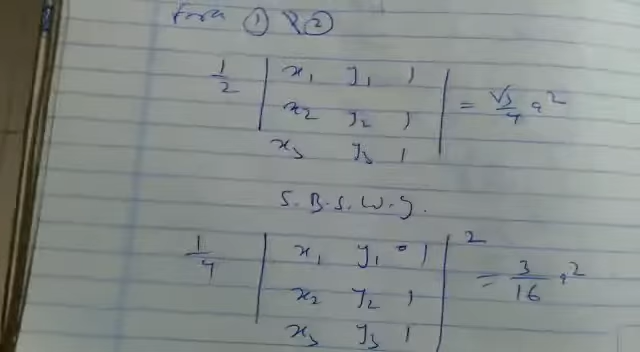 From ① & ②
1/2 | x₁ y₁ 1 | = √3/4 a²
x₂ y₂ 1
x₃ y₃ 1
S.B.S.W.g.
1/4 | x₁ y₁ 1 |² = 3/16 a²
x₂ y₂ 1
x₃ y₃ 1